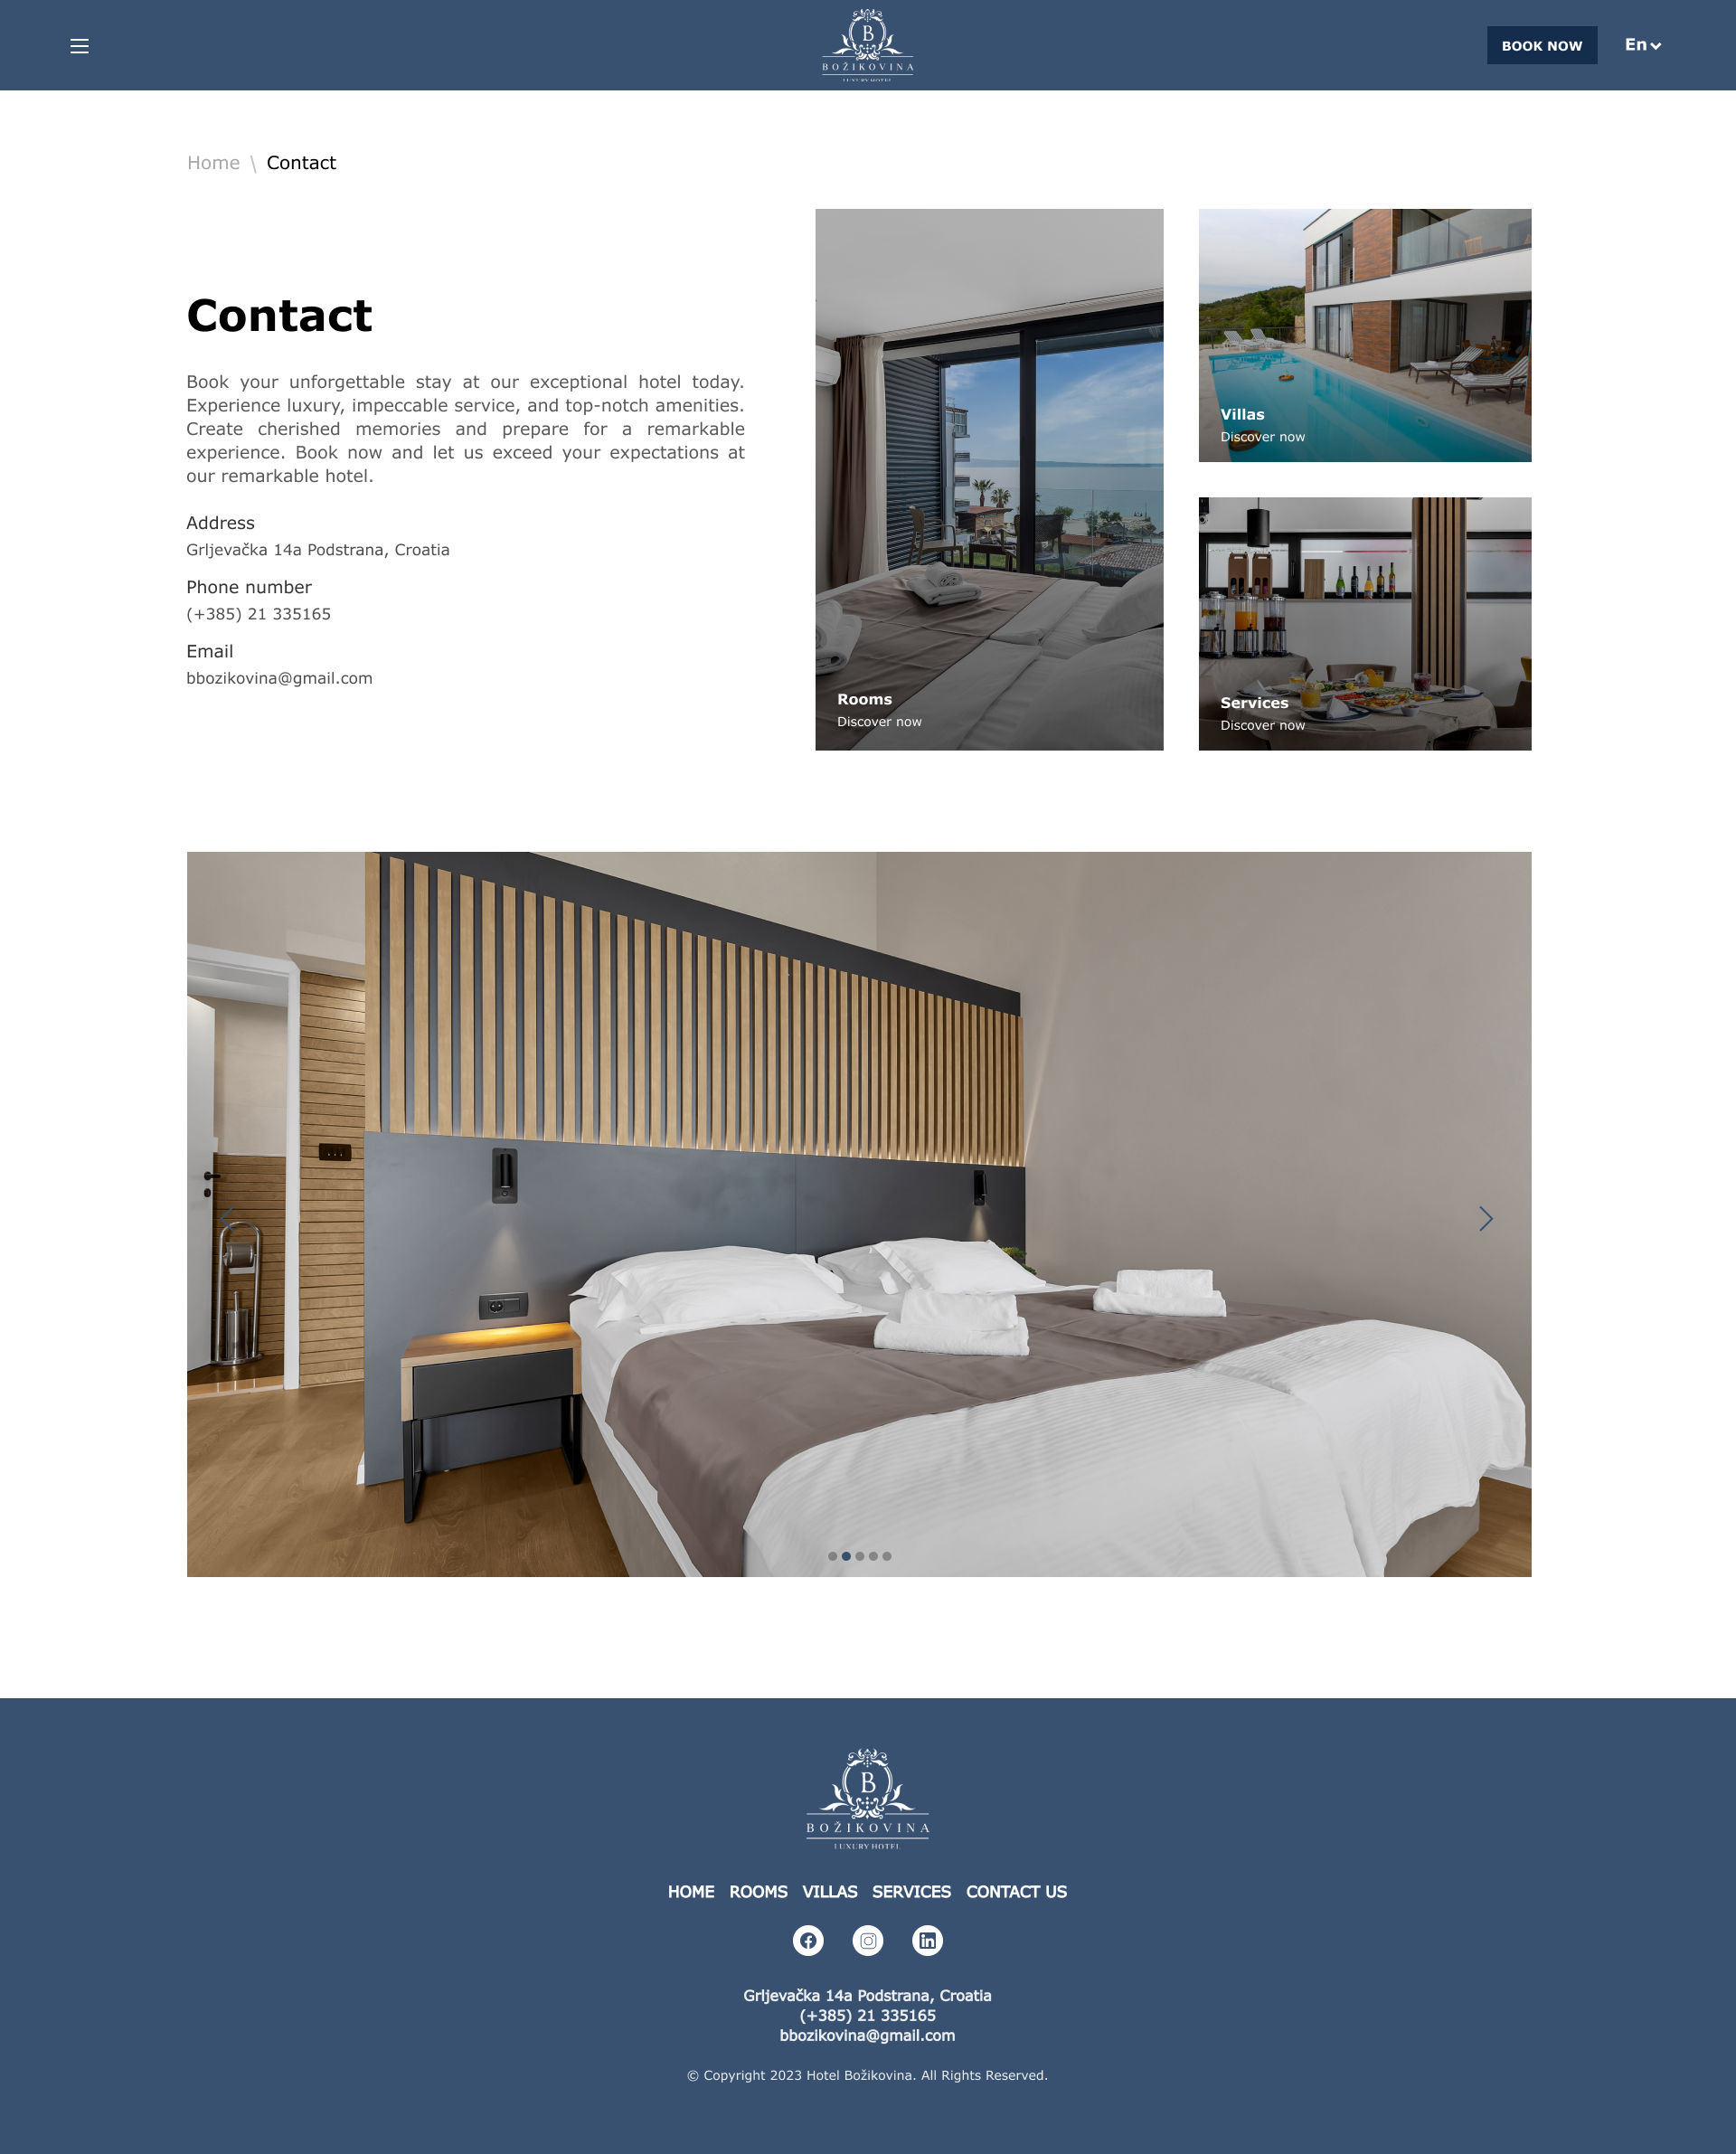 B
BOŽIKOVINA
LUXURY HOTEL
BOOK NOW
En
Home \ Contact
Contact
Book your unforgettable stay at our exceptional hotel today.
Experience luxury, impeccable service, and top-notch amenities.
Create cherished memories and prepare for a remarkable
experience. Book now and let us exceed your expectations at
our remarkable hotel.
Address
Grljevačka 14a Podstrana, Croatia
Phone number
(+385) 21 335165
Email
bbozikovina@gmail.com
Rooms
Discover now
Villas
Discover now
Services
Discover now
B
BOŽIKOVINA
LUXURY HOTEL
HOME ROOMS VILLAS SERVICES CONTACT US
in
Grljevačka 14a Podstrana, Croatia
(+385) 21 335165
bbozikovina@gmail.com
© Copyright 2023 Hotel Božikovina. All Rights Reserved.